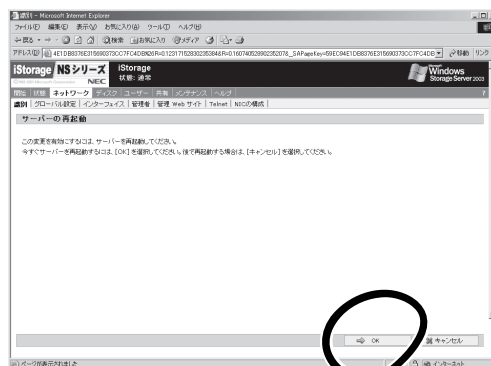 識別 - Microsoft Internet Explorer
ファイル(F) 編集(E) 表示(V) お気に入り(A) ツール(T) ヘルプ(H)
戻る 検索 お気に入り メディア
アドレス(D) 移動 リンク
iStorage NSシリーズ NEC
iStorage
状態: 通常
Microsoft Windows Storage Server 2003
開始 状態 ネットワーク ディスク ユーザー 共有 メンテナンス ヘルプ ?
識別 グローバル設定 インターフェイス 管理者 管理 Web サイト Telnet NICの構成
サーバーの再起動
この変更を有効にするには、サーバーを再起動してください。
今すぐサーバーを再起動するには、[OK] を選択してください。後で再起動する場合は、[キャンセル] を選択してください。
OK キャンセル
ページが表示されました インターネット